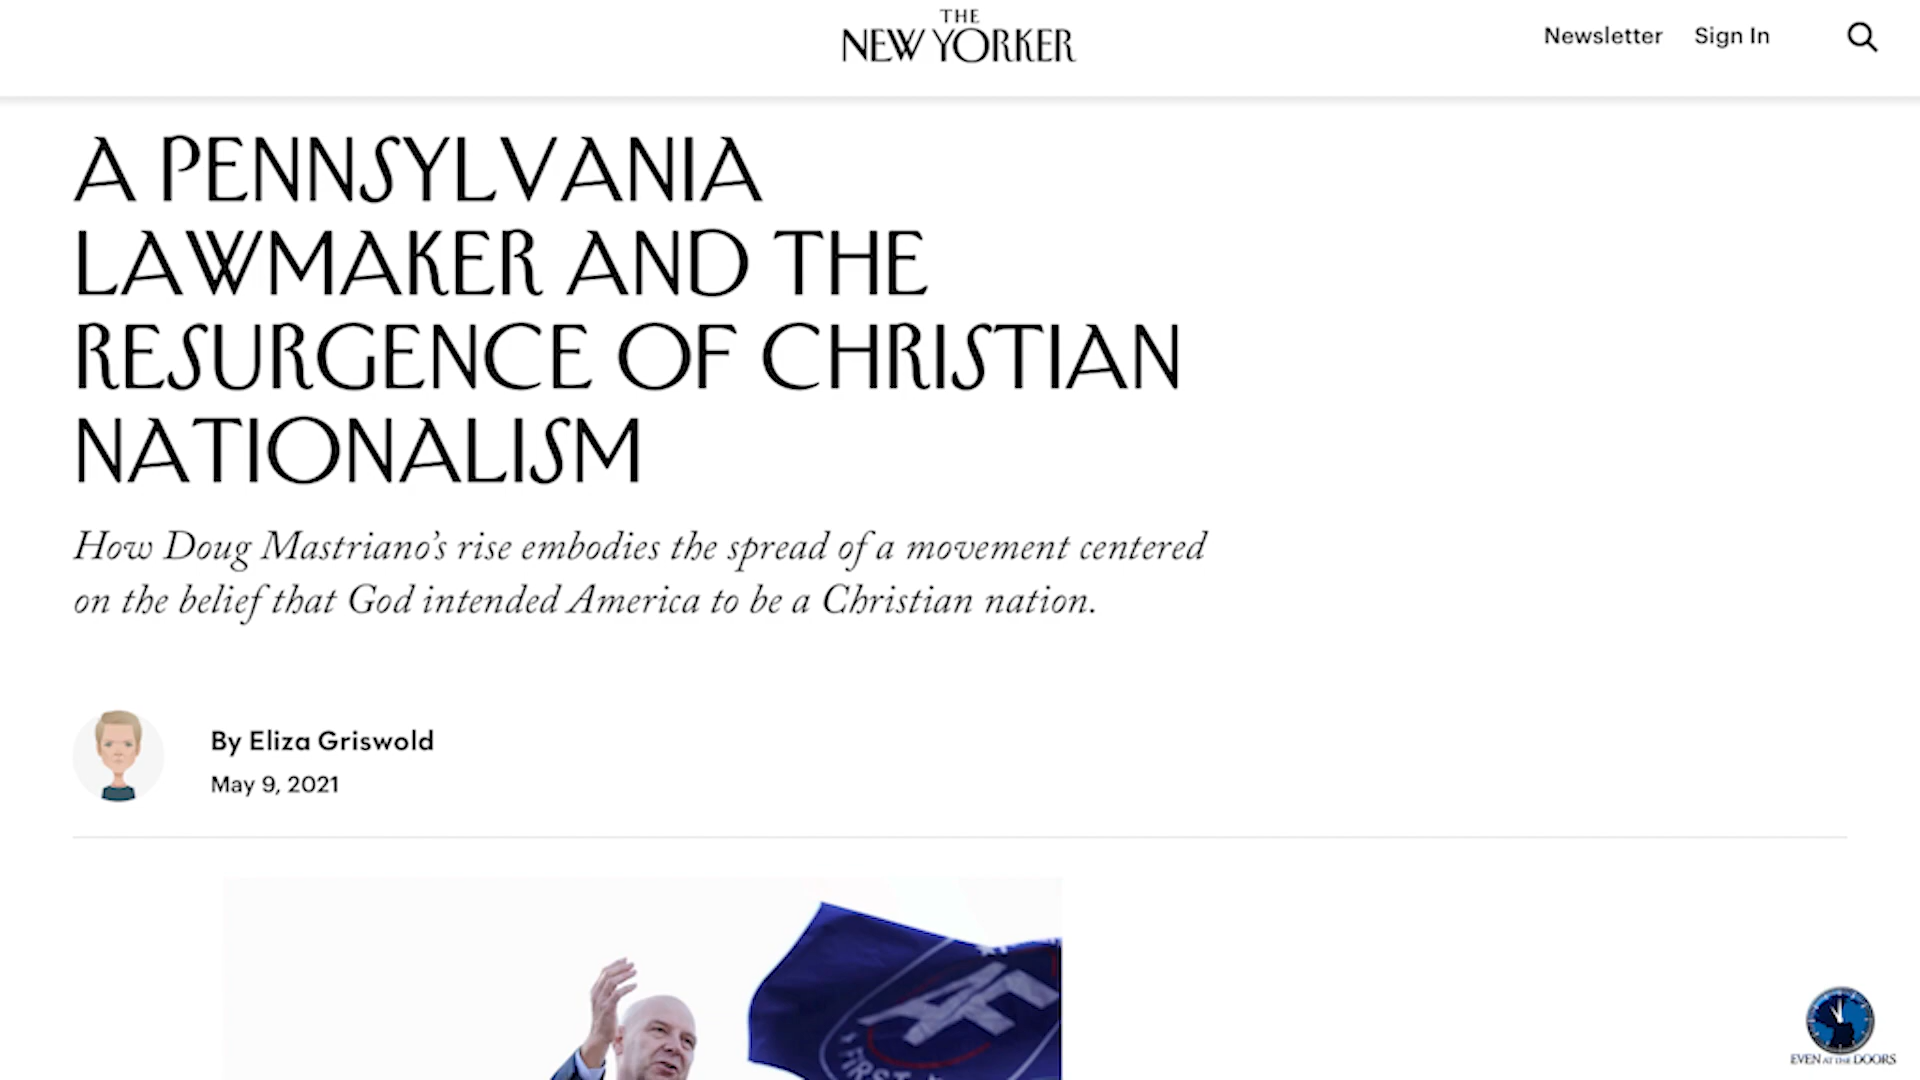 THE
NEW YORKER
Newsletter Sign In
A PENNSYLVANIA
LAWMAKER AND THE
RESURGENCE OF CHRISTIAN
NATIONALISM
How Doug Mastriano’s rise embodies the spread of a movement centered
on the belief that God intended America to be a Christian nation.
By Eliza Griswold
May 9, 2021
AF
FIRST
EVEN AT THE DOORS